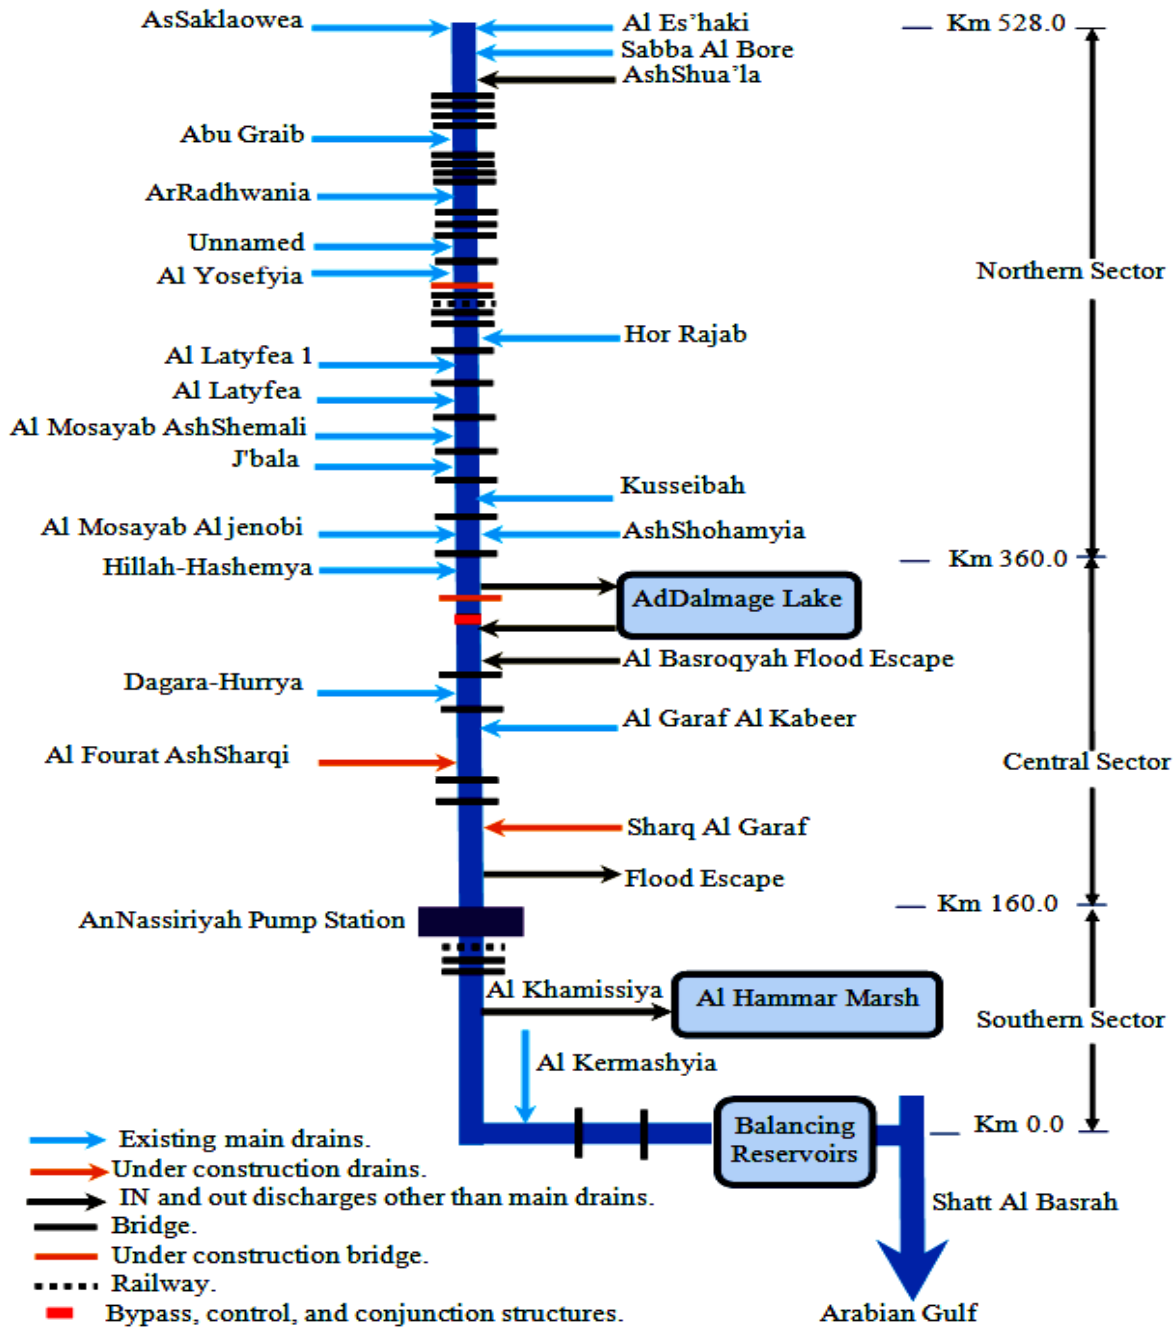 AsSaklaowea
Al Es’haki
Km 528.0
Sabba Al Bore
AshShua’la
Abu Graib
ArRadhwania
Unnamed
Al Yosefyia
Northern Sector
Hor Rajab
Al Latyfea 1
Al Latyfea
Al Mosayab AshShemali
J'bala
Kusseibah
Al Mosayab Al jenobi
AshShohamyia
Km 360.0
Hillah-Hashemya
AdDalmage Lake
Al Basroqyah Flood Escape
Dagara-Hurrya
Al Garaf Al Kabeer
Al Fourat AshSharqi
Central Sector
Sharq Al Garaf
Flood Escape
Km 160.0
AnNassiriyah Pump Station
Al Khamissiya
Al Hammar Marsh
Southern Sector
Al Kermashyia
Km 0.0
Balancing
Reservoirs
Shatt Al Basrah
Arabian Gulf
Existing main drains.
Under construction drains.
IN and out discharges other than main drains.
Bridge.
Under construction bridge.
Railway.
Bypass, control, and conjunction structures.